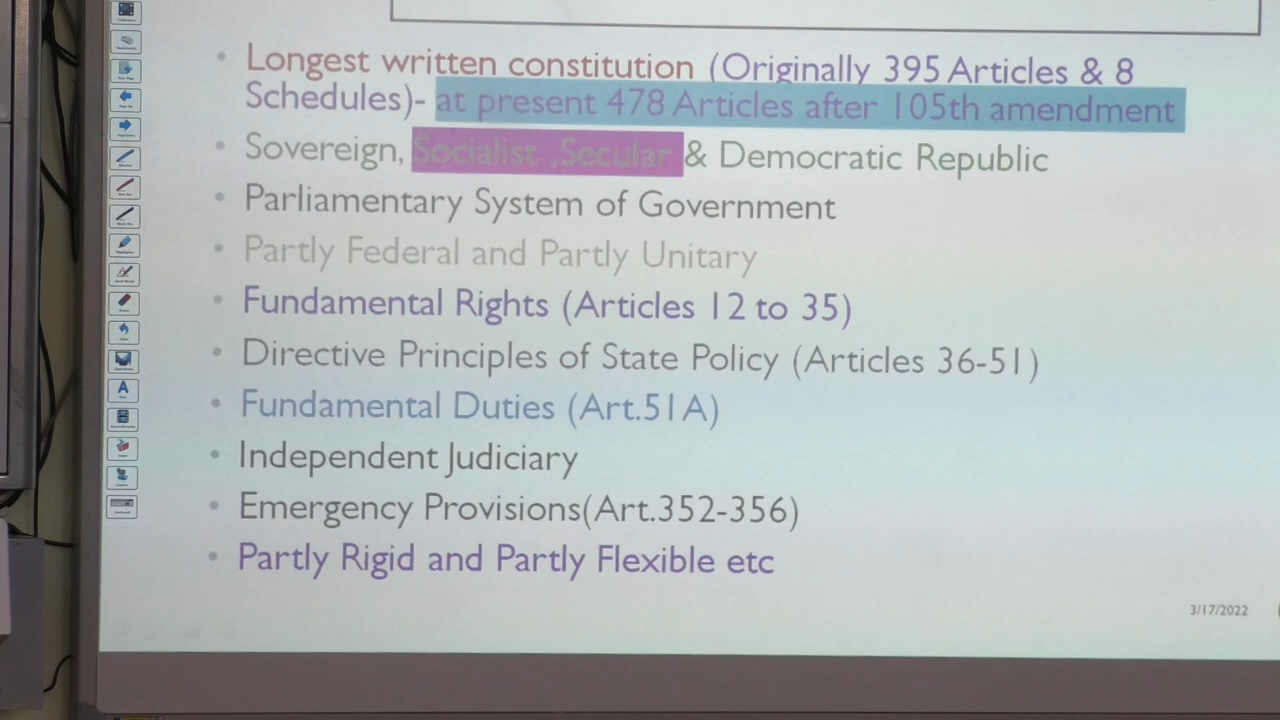 • Longest written constitution (Originally 395 Articles & 8
Schedules)- at present 478 Articles after 105th amendment
• Sovereign, Socialist ,Secular & Democratic Republic
• Parliamentary System of Government
• Partly Federal and Partly Unitary
• Fundamental Rights (Articles 12 to 35)
• Directive Principles of State Policy (Articles 36-51)
• Fundamental Duties (Art.51A)
• Independent Judiciary
• Emergency Provisions(Art.352-356)
• Partly Rigid and Partly Flexible etc
3/17/2022